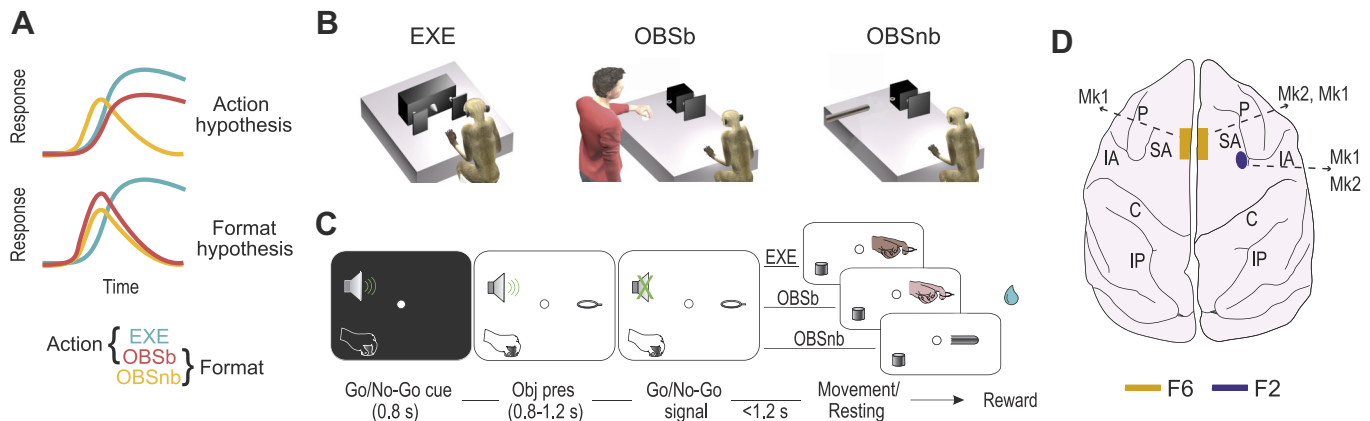 A
Response
Action
hypothesis
Response
Format
hypothesis
Time
Action { EXE
OBSb } Format
OBSnb
B
EXE
OBSb
OBSnb
C
EXE
OBSb
OBSnb
Go/No-Go cue
(0.8 s)
Obj pres
(0.8-1.2 s)
Go/No-Go
signal
<1.2 s
Movement/
Resting
Reward
D
Mk1
Mk2, Mk1
P
P
SA
SA
IA
IA
Mk1
Mk2
C
C
IP
IP
F6
F2